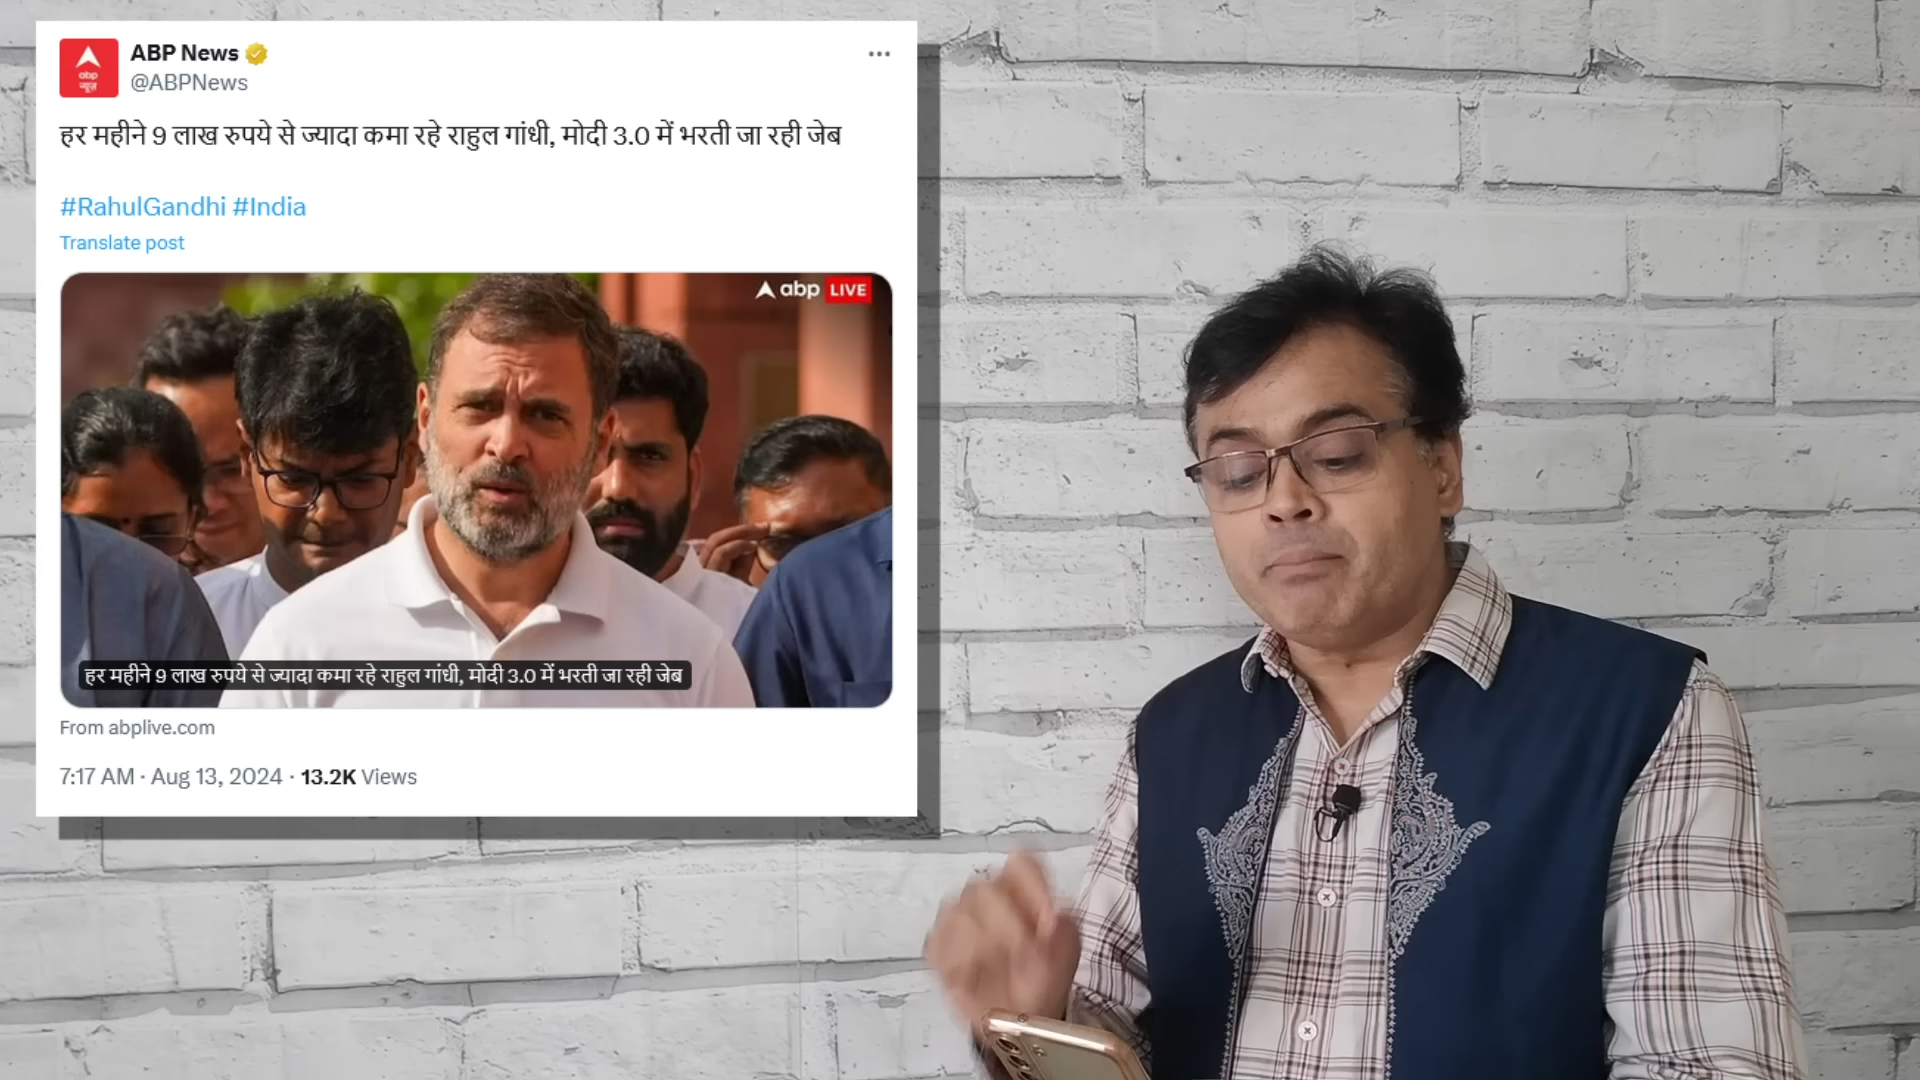 ABP News
@ABPNews
abp
न्यूज़
हर महीने 9 लाख रुपये से ज्यादा कमा रहे राहुल गांधी, मोदी 3.0 में भरती जा रही जेब
#RahulGandhi #India
Translate post
abp LIVE
हर महीने 9 लाख रुपये से ज्यादा कमा रहे राहुल गांधी, मोदी 3.0 में भरती जा रही जेब
From abplive.com
7:17 AM · Aug 13, 2024 · 13.2K Views